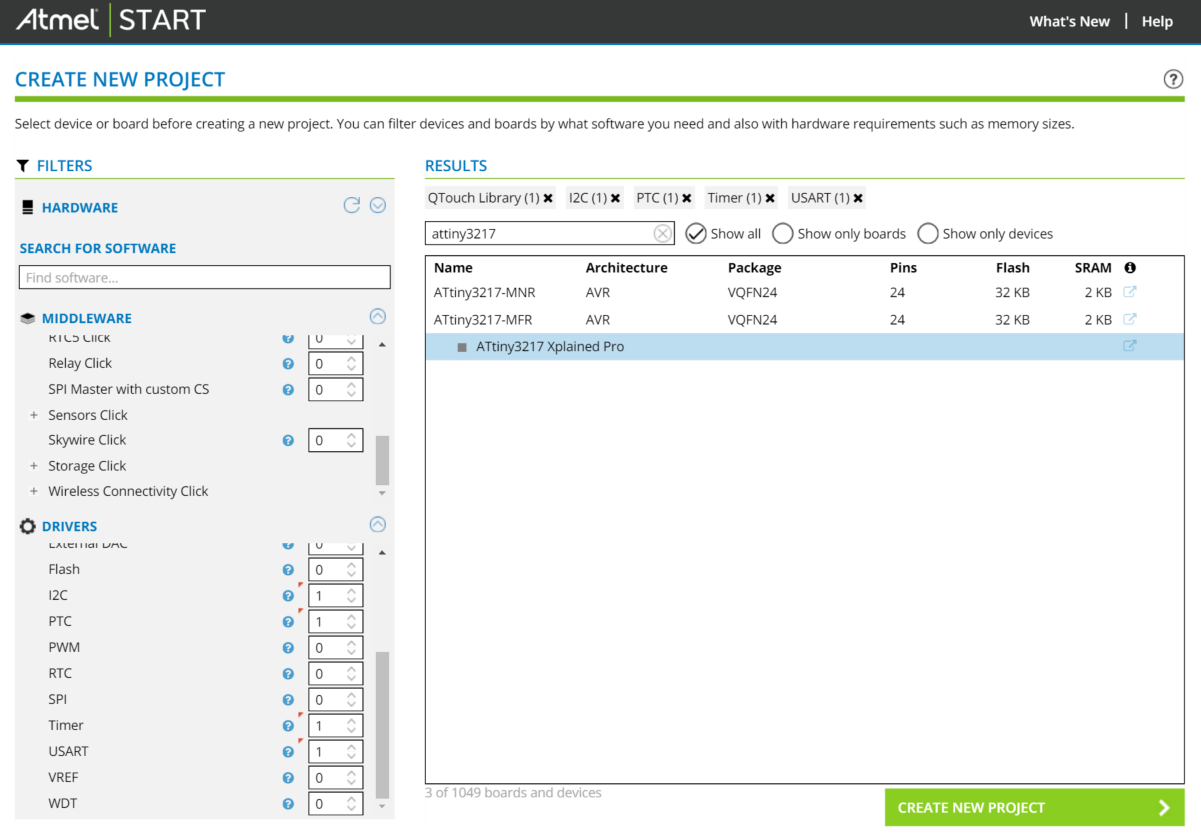 Atmel START
What's New | Help
CREATE NEW PROJECT
?
Select device or board before creating a new project. You can filter devices and boards by what software you need and also with hardware requirements such as memory sizes.
FILTERS
HARDWARE
SEARCH FOR SOFTWARE
Find software...
MIDDLEWARE
RTC5 Click ? 0
Relay Click ? 0
SPI Master with custom CS ? 0
+ Sensors Click
Skywire Click ? 0
+ Storage Click
+ Wireless Connectivity Click
DRIVERS
External DAC ? 0
Flash ? 0
I2C ? 1
PTC ? 1
PWM ? 0
RTC ? 0
SPI ? 0
Timer ? 1
USART ? 1
VREF ? 0
WDT ? 0
RESULTS
QTouch Library (1) ✖ I2C (1) ✖ PTC (1) ✖ Timer (1) ✖ USART (1) ✖
attiny3217 Show all Show only boards Show only devices
Name Architecture Package Pins Flash SRAM
ATtiny3217-MNR AVR VQFN24 24 32 KB 2 KB
ATtiny3217-MFR AVR VQFN24 24 32 KB 2 KB
ATtiny3217 Xplained Pro
3 of 1049 boards and devices
CREATE NEW PROJECT